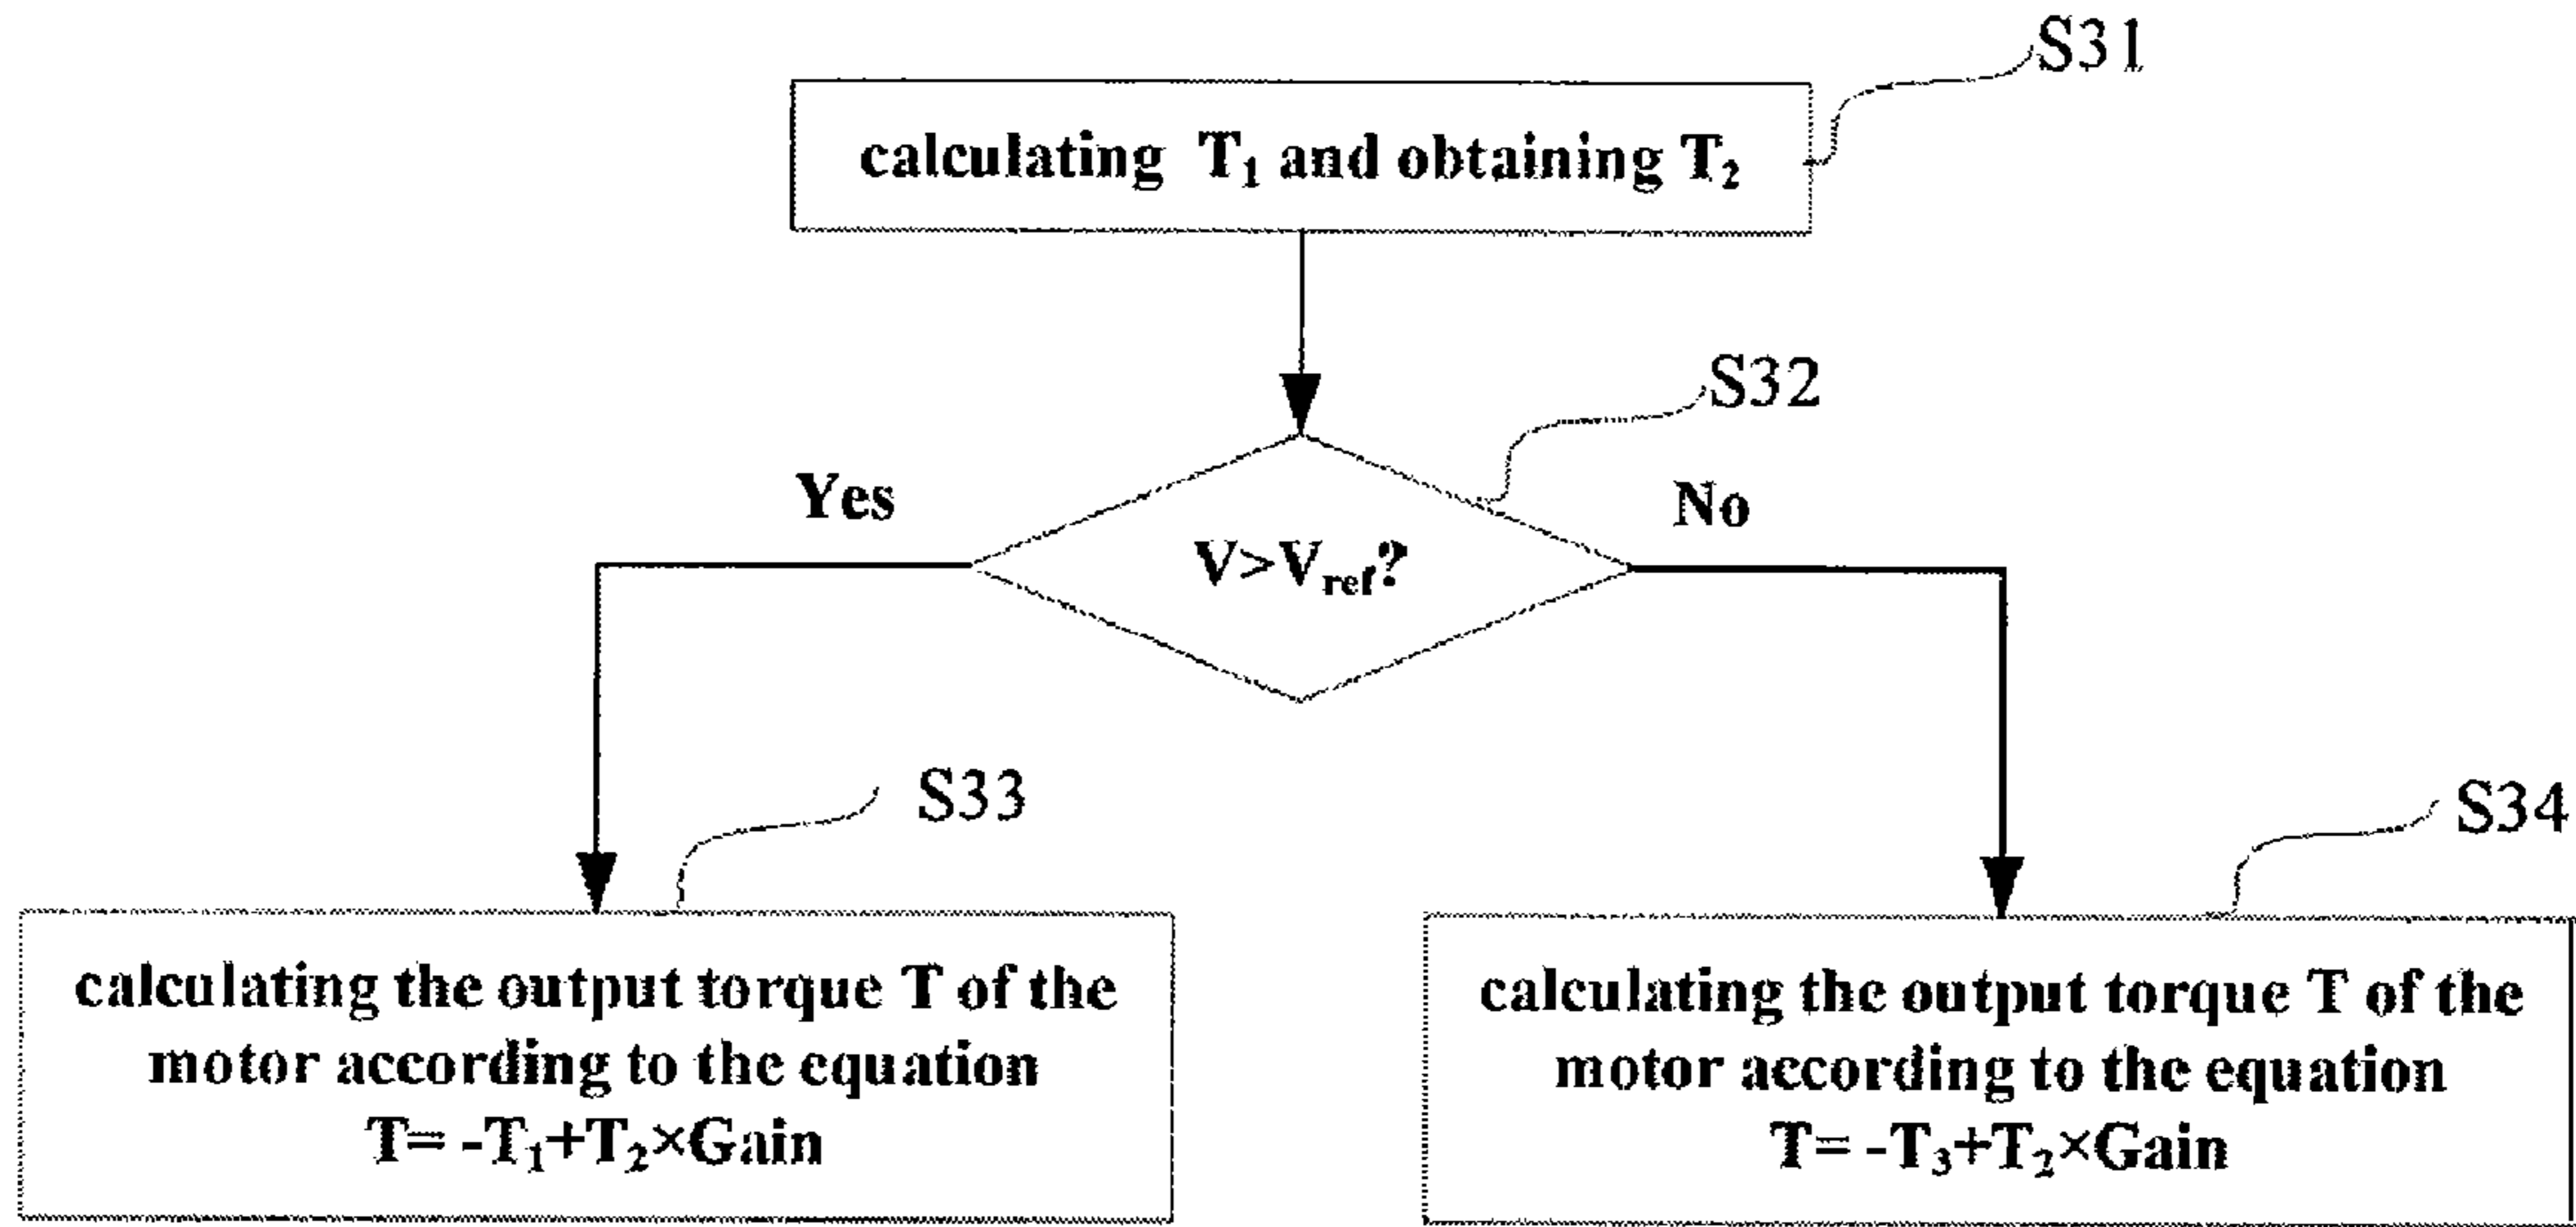 S31
calculating T₁ and obtaining T₂
S32
Yes
No
V>Vref?
S33
S34
calculating the output torque T of the
motor according to the equation
T= -T₁+T₂×Gain
calculating the output torque T of the
motor according to the equation
T= -T₃+T₂×Gain